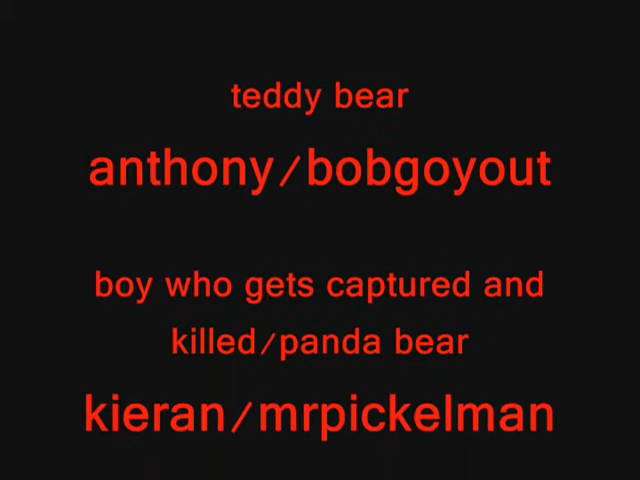 teddy bear
anthony/bobgoyout
boy who gets captured and
killed/panda bear
kieran/mrpickelman